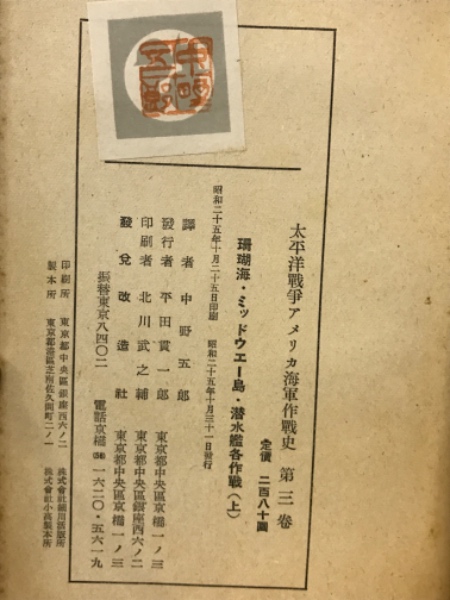 太平洋戰爭アメリカ海軍作戰史 第三卷
定價 二百八十圓
珊瑚海・ミッドウエー島・潜水艦各作戰(上)
昭和二十五年十月二十五日印刷 昭和二十五年十月三十一日發行
譯者 中野五郎
發行者 平田貫一郎 東京都中央區京橋一ノ三
印刷者 北川武之輔 東京都中央區銀座西六ノ二
發兌 改造社 東京都中央區京橋一ノ三
振替東京八四〇二 電話京橋(56)一六二〇・五六一九
印刷所 東京都中央區銀座西六ノ二 株式會社細川活版所
製本所 東京都港區芝南佐久間町二ノ一 株式會社小高製本所